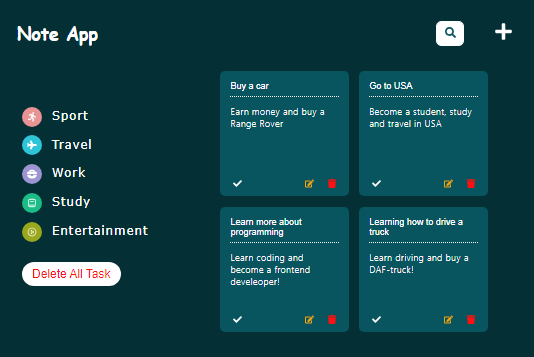 Note App
Sport
Travel
Work
Study
Entertainment
Delete All Task
Buy a car
Earn money and buy a
Range Rover
Go to USA
Become a student, study
and travel in USA
Learn more about
programming
Learn coding and
become a frontend
develeoper!
Learning how to drive a
truck
Learn driving and buy a
DAF-truck!